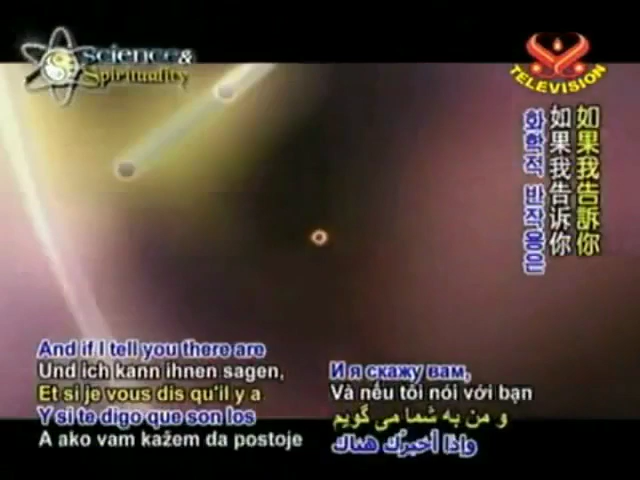 Science &
Spirituality
TELEVISION
如果我告訴你
如果我告诉你
화학적 반작용은
And if I tell you there are
Und ich kann ihnen sagen,
Et si je vous dis qu'il y a
Y si te digo que son los
A ako vam kažem da postoje
И я скажу вам,
Và nếu tôi nói với bạn
و من به شما می گویم
وإذا أخبرُك هناك